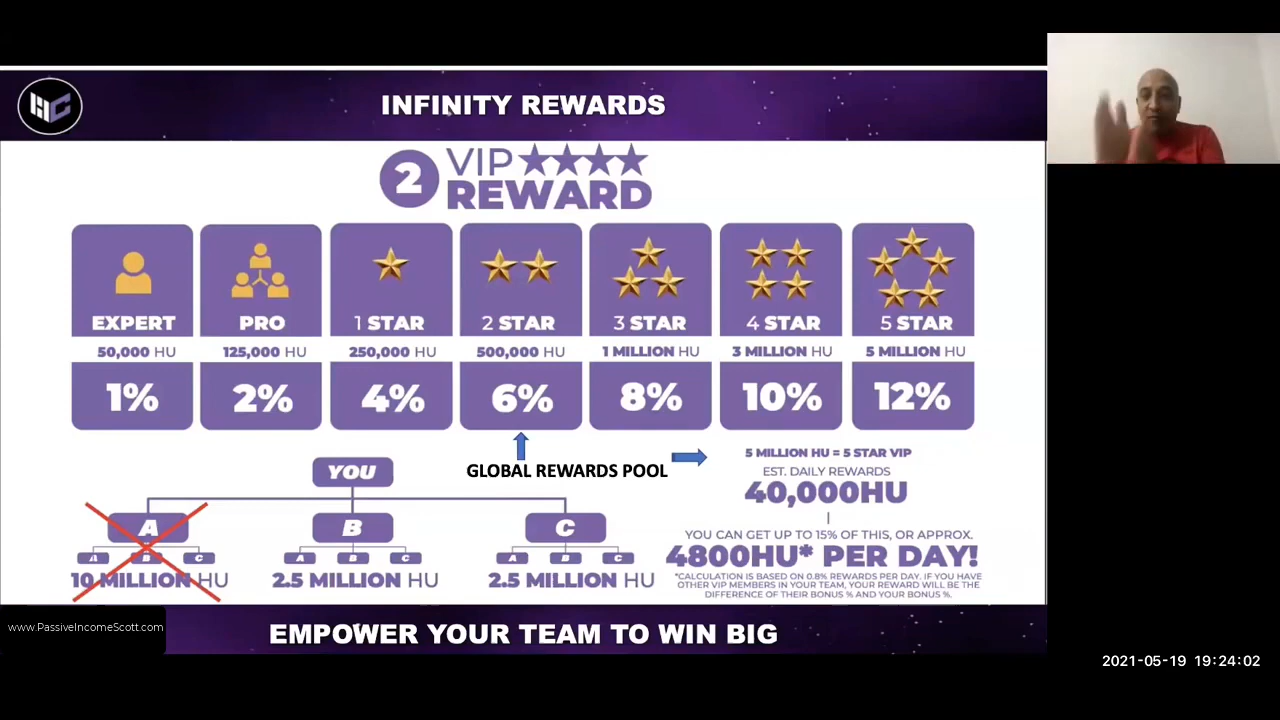 HC
INFINITY REWARDS
2 VIP
REWARD
EXPERT PRO 1 STAR 2 STAR 3 STAR 4 STAR 5 STAR
50,000 HU 125,000 HU 250,000 HU 500,000 HU 1 MILLION HU 3 MILLION HU 5 MILLION HU
1% 2% 4% 6% 8% 10% 12%
GLOBAL REWARDS POOL
YOU
A B C
A B C A B C A B C
10 MILLION HU 2.5 MILLION HU 2.5 MILLION HU
5 MILLION HU = 5 STAR VIP
EST. DAILY REWARDS
40,000HU
YOU CAN GET UP TO 15% OF THIS, OR APPROX.
4800HU* PER DAY!
*CALCULATION IS BASED ON 0.8% REWARDS PER DAY. IF YOU HAVE
OTHER VIP MEMBERS IN YOUR TEAM, YOUR REWARD WILL BE THE
DIFFERENCE OF THEIR BONUS % AND YOUR BONUS %.
www.PassiveIncomeScott.com
EMPOWER YOUR TEAM TO WIN BIG
2021-05-19 19:24:02